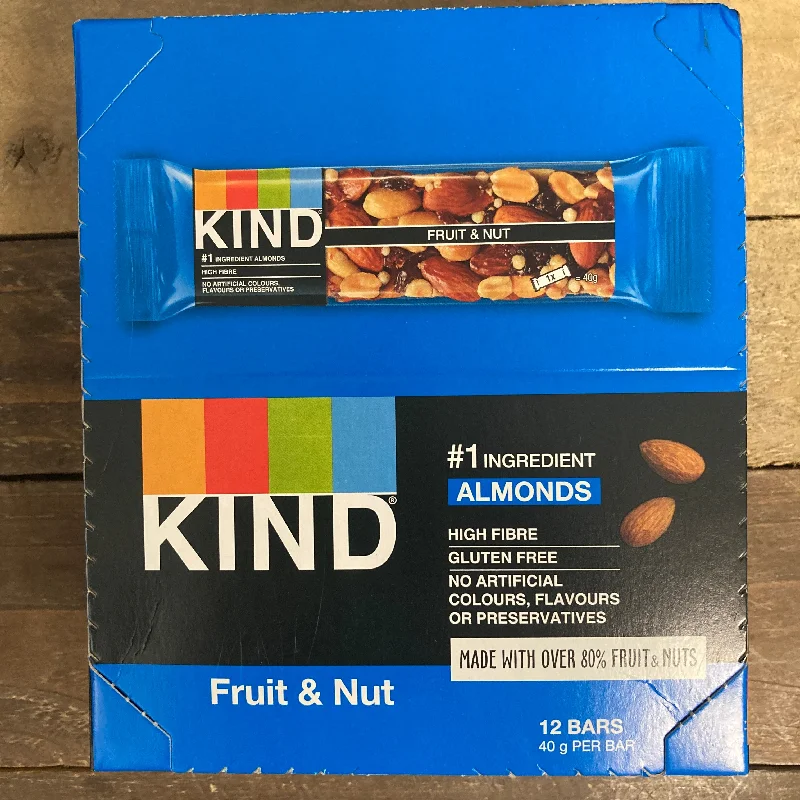 KIND
#1 INGREDIENT ALMONDS
HIGH FIBRE
NO ARTIFICIAL COLOURS,
FLAVOURS OR PRESERVATIVES
FRUIT & NUT
1x = 40g
KIND®
#1 INGREDIENT
ALMONDS
HIGH FIBRE
GLUTEN FREE
NO ARTIFICIAL
COLOURS, FLAVOURS
OR PRESERVATIVES
MADE WITH OVER 80% FRUIT & NUTS
Fruit & Nut
12 BARS
40 g PER BAR